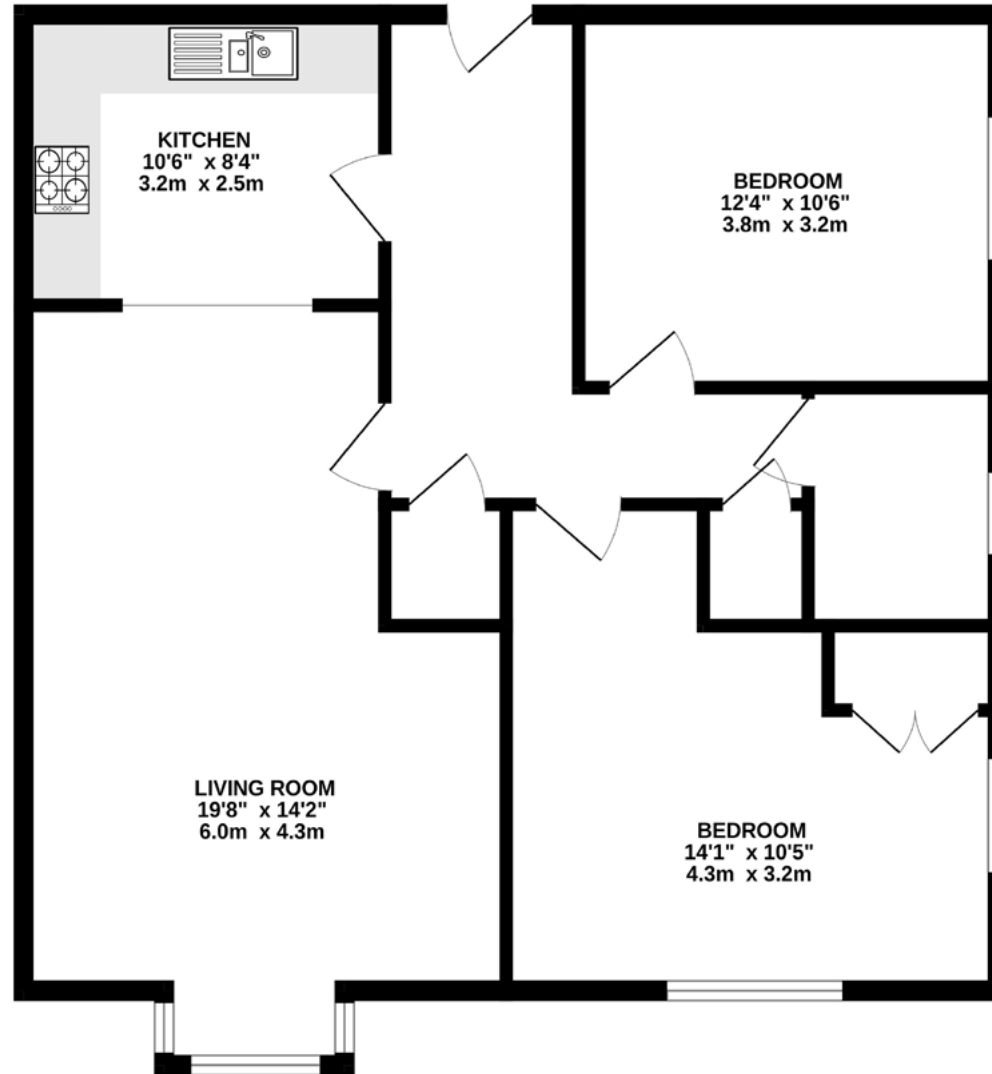 KITCHEN
10'6" x 8'4"
3.2m x 2.5m
BEDROOM
12'4" x 10'6"
3.8m x 3.2m
LIVING ROOM
19'8" x 14'2"
6.0m x 4.3m
BEDROOM
14'1" x 10'5"
4.3m x 3.2m